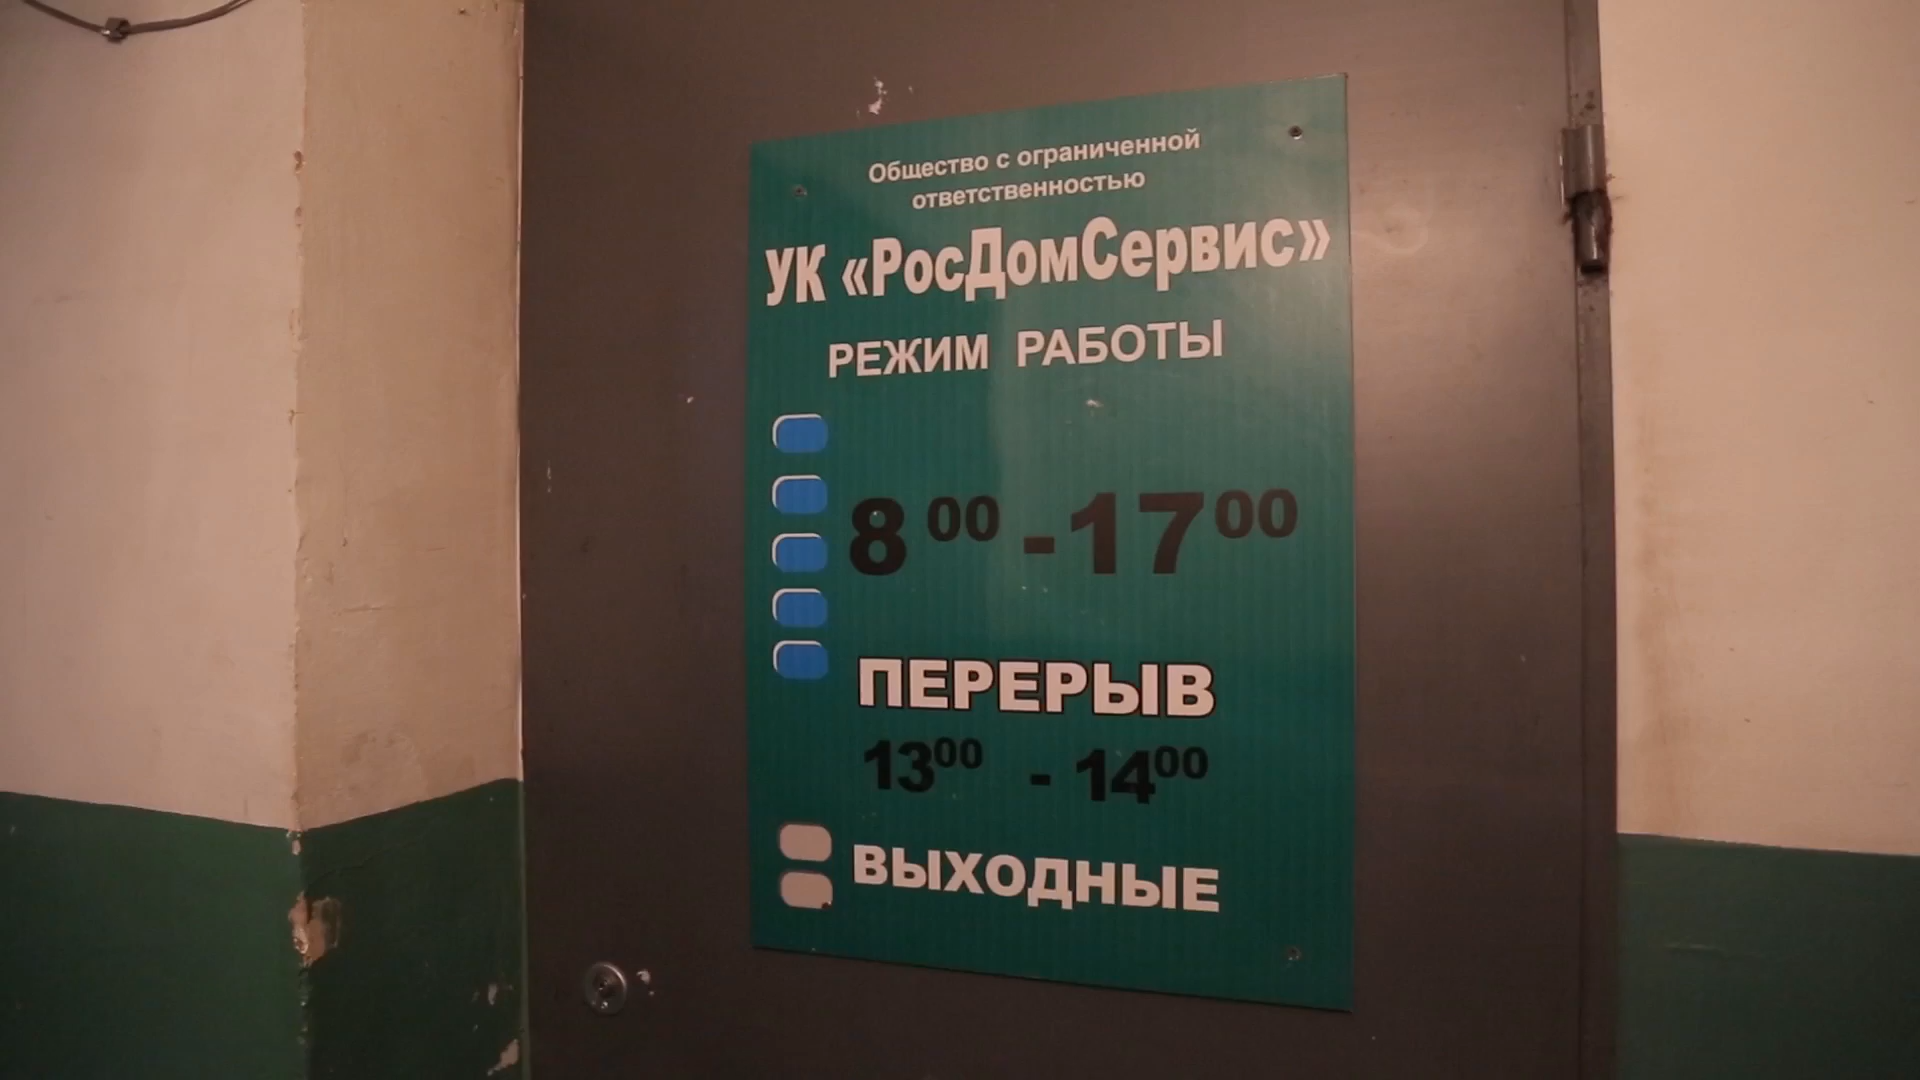 Общество с ограниченной
ответственностью
УК «РосДомСервис»
РЕЖИМ РАБОТЫ
8 00 - 17 00
ПЕРЕРЫВ
13 00 - 14 00
ВЫХОДНЫЕ